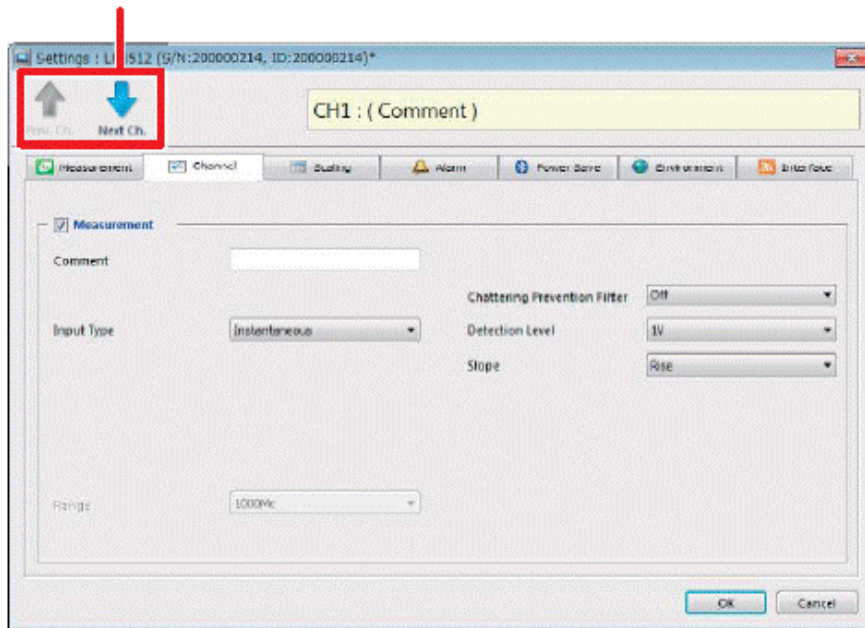 Settings : LR8512 (S/N:200000214, ID:200000214)*
Prev. Ch.
Next Ch.
CH1 : ( Comment )
Measurement
Channel
Scaling
Alarm
Power Save
Environment
Interface
Measurement
Comment
Chattering Prevention Filter
Off
Input Type
Instantaneous
Detection Level
1V
Slope
Rise
Range
1000Mc
OK
Cancel